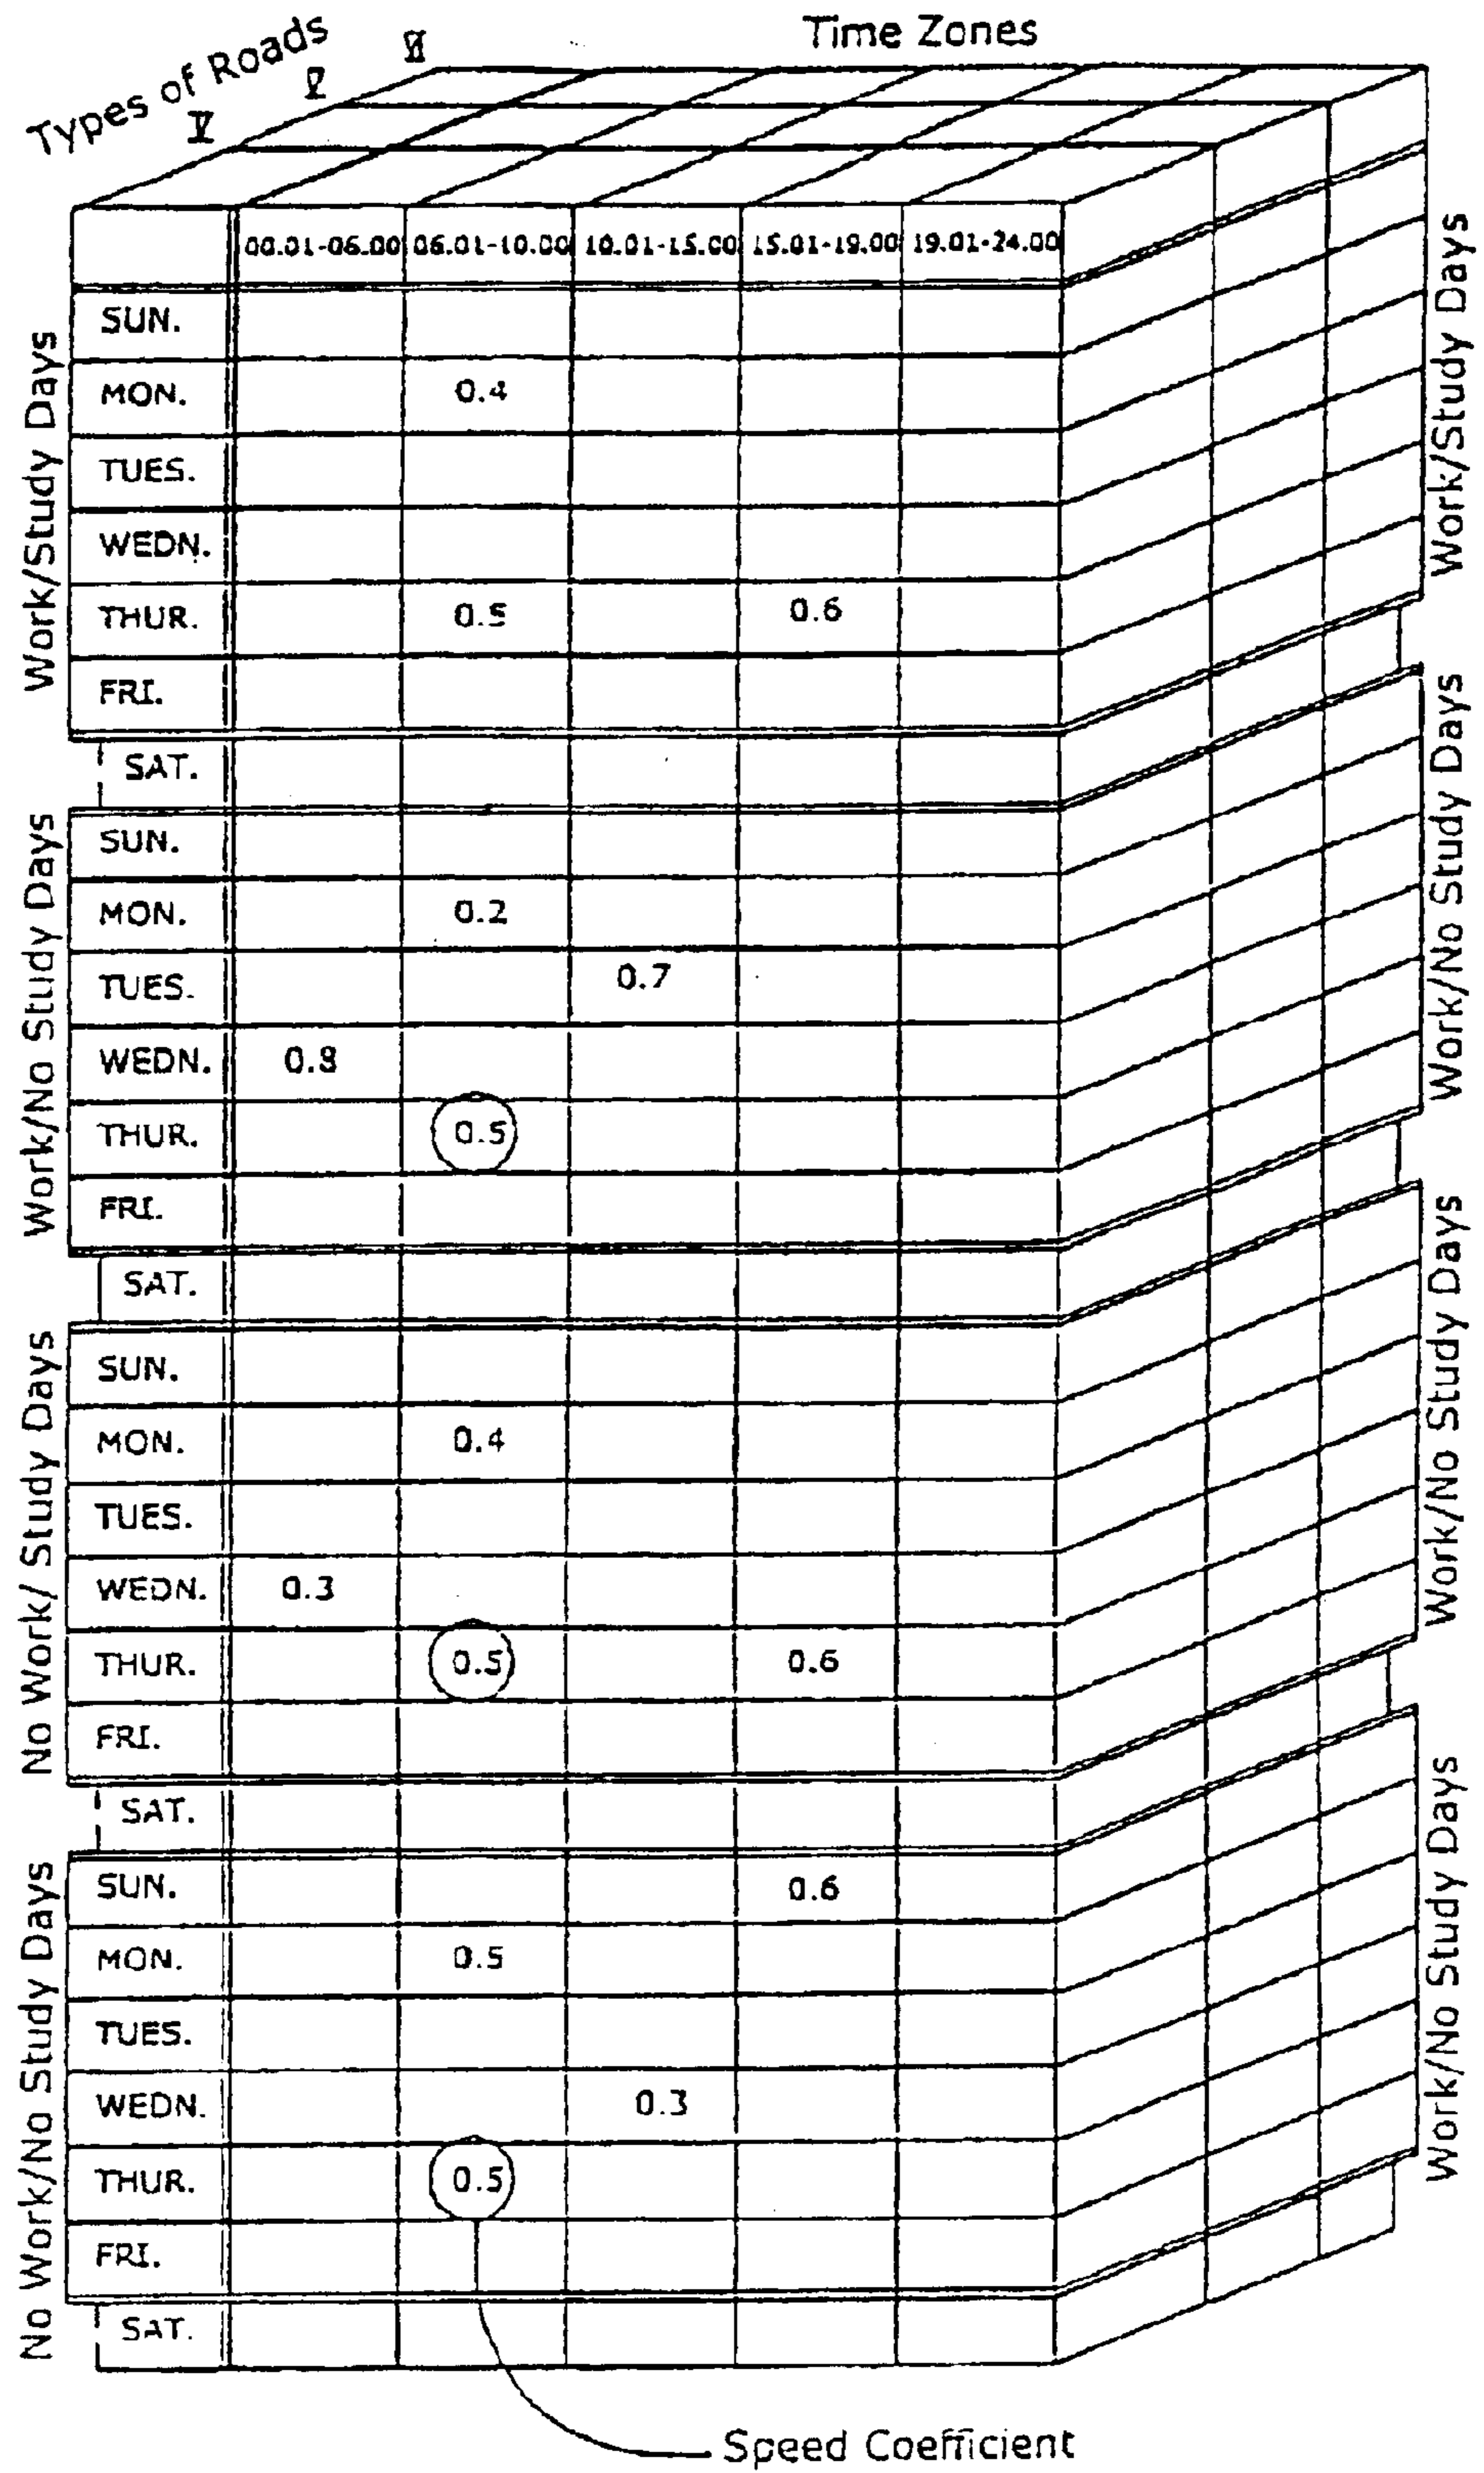 Types of Roads
Time Zones
00.01-06.00 06.01-10.00 10.01-15.00 15.01-19.00 19.01-24.00
Work/Study Days
SUN.
MON. 0.4
TUES.
WEDN.
THUR. 0.5 0.6
FRI.
SAT.
Work/No Study Days
SUN.
MON. 0.2
TUES. 0.7
WEDN. 0.8
THUR. 0.5
FRI.
SAT.
No Work/ Study Days
SUN.
MON. 0.4
TUES.
WEDN. 0.3
THUR. 0.5 0.6
FRI.
SAT.
No Work/No Study Days
SUN. 0.6
MON. 0.5
TUES.
WEDN. 0.3
THUR. 0.5
FRI.
SAT.
Work/Study Days
Work/No Study Days
Work/No Study Days
Work/No Study Days
Speed Coefficient